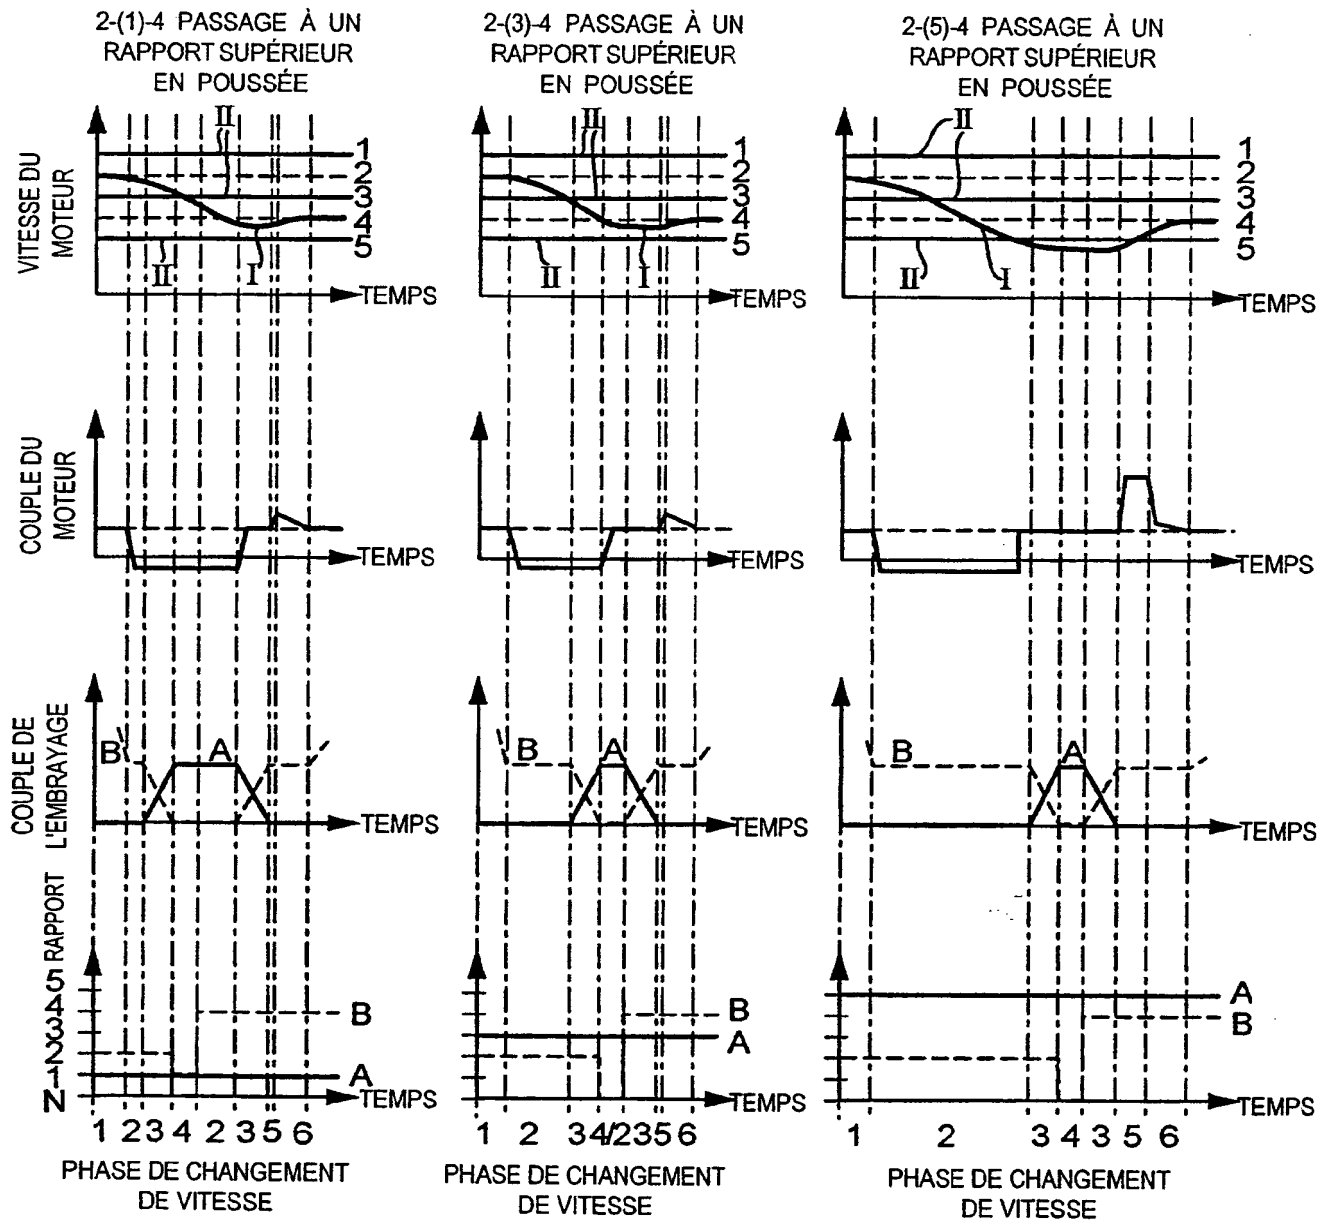 2-(1)-4 PASSAGE À UN
RAPPORT SUPÉRIEUR
EN POUSSÉE
2-(3)-4 PASSAGE À UN
RAPPORT SUPÉRIEUR
EN POUSSÉE
2-(5)-4 PASSAGE À UN
RAPPORT SUPÉRIEUR
EN POUSSÉE
VITESSE DU
MOTEUR
II
1
2
3
4
5
II
I
TEMPS
II
1
2
3
4
5
II
I
TEMPS
II
1
2
3
4
5
II
I
TEMPS
COUPLE DU
MOTEUR
TEMPS
TEMPS
TEMPS
COUPLE DE
L'EMBRAYAGE
B
A
TEMPS
B
A
TEMPS
B
A
TEMPS
RAPPORT
5
4
3
2
1
N
B
A
TEMPS
B
A
TEMPS
A
B
TEMPS
1 2 3 4 2 3 5 6
1 2 3 4/2 3 5 6
1 2 3 4 3 5 6
PHASE DE CHANGEMENT
DE VITESSE
PHASE DE CHANGEMENT
DE VITESSE
PHASE DE CHANGEMENT
DE VITESSE